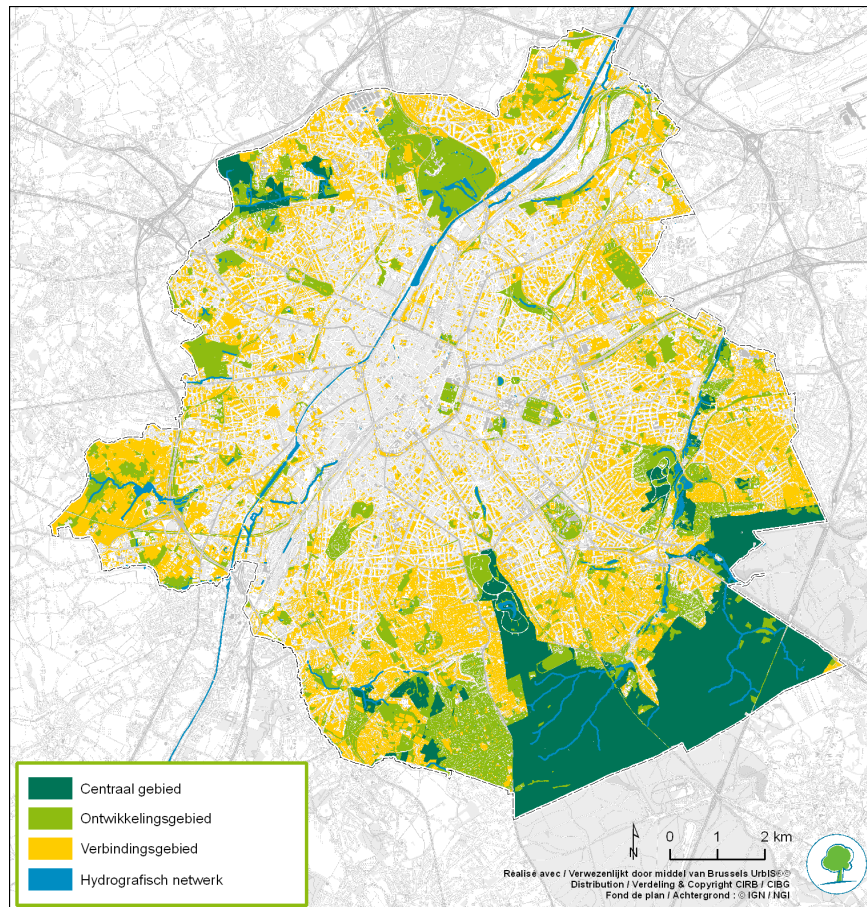 Centraal gebied
Ontwikkelingsgebied
Verbindingsgebied
Hydrografisch netwerk
N
0 1 2 km
Réalisé avec / Verwezenlijkt door middel van Brussels UrbIS®©
Distribution / Verdeling & Copyright CIRB / CIBG
Fond de plan / Achtergrond : © IGN / NGI